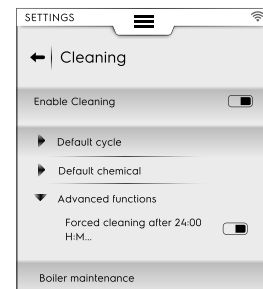 SETTINGS
Cleaning
Enable Cleaning
Default cycle
Default chemical
Advanced functions
Forced cleaning after 24:00
H:M...
Boiler maintenance